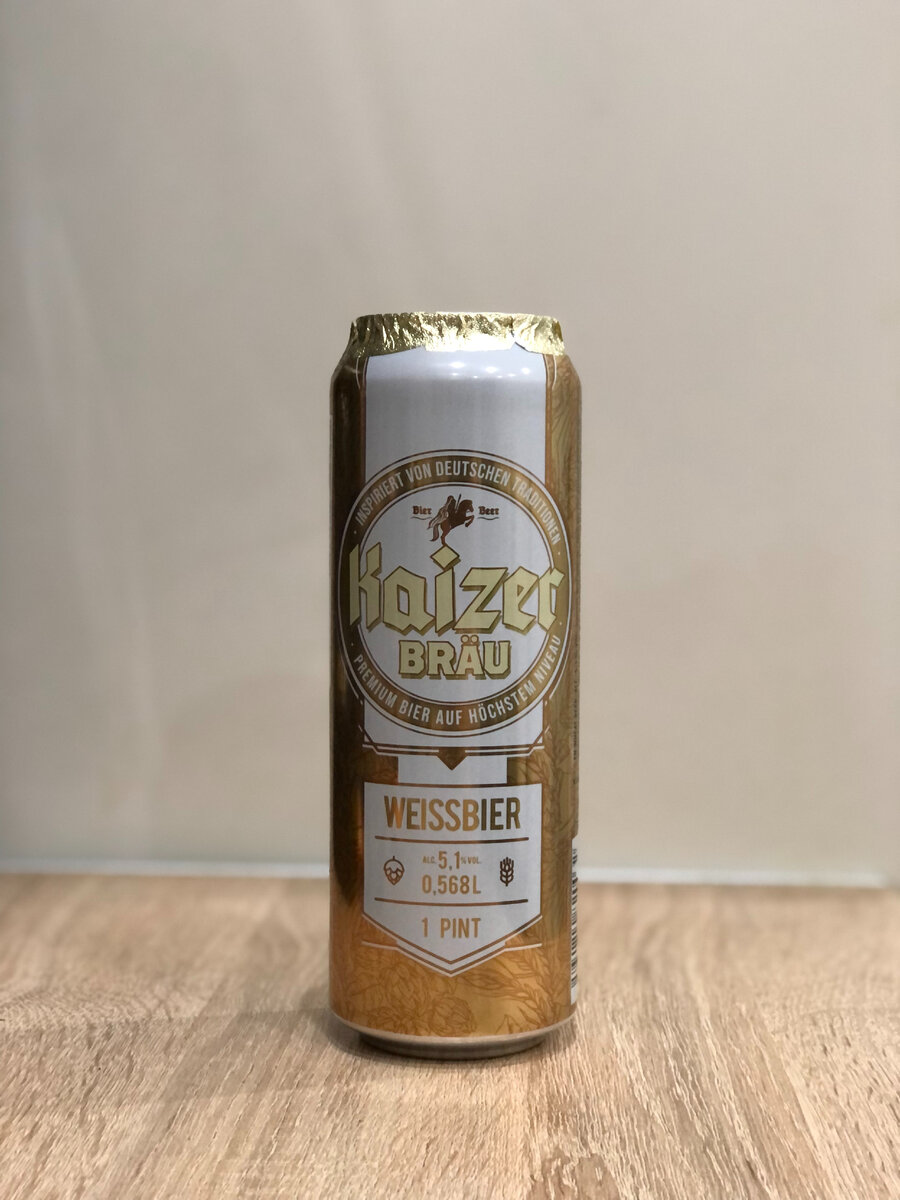 INSPIRIERT VON DEUTSCHEN TRADITIONEN
Bier Beer
Kaizer
BRÄU
PREMIUM BIER AUF HÖCHSTEM NIVEAU
WEISSBIER
ALC. 5,1% VOL.
0,568 L
1 PINT